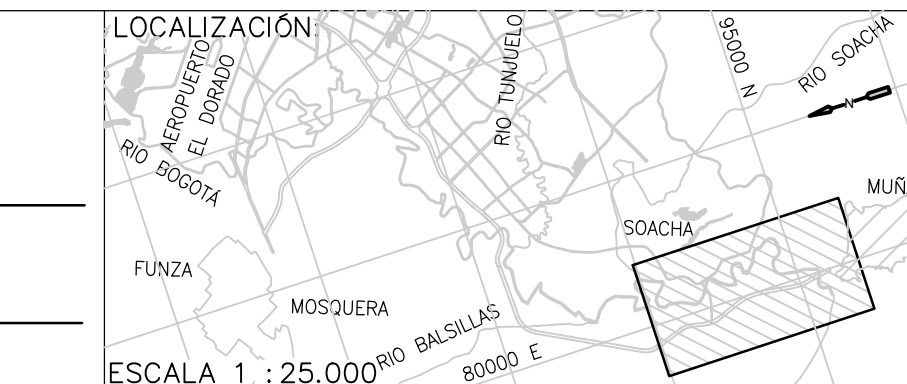 LOCALIZACIÓN:
AEROPUERTO
EL DORADO
RIO BOGOTÁ
RIO TUNJUELO
95000 N
RIO SOACHA
N
MUÑ
SOACHA
FUNZA
MOSQUERA
RIO BALSILLAS
80000 E
ESCALA 1 : 25.000